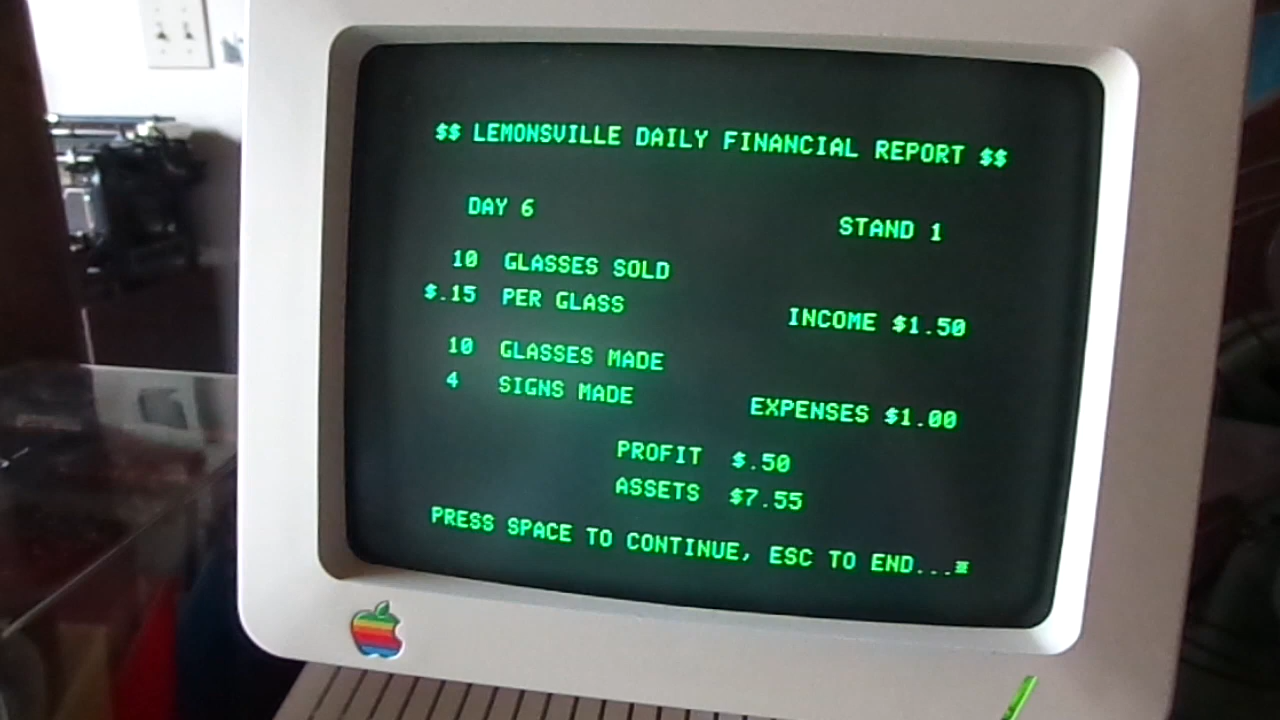 $$ LEMONSVILLE DAILY FINANCIAL REPORT $$
DAY 6 STAND 1
10 GLASSES SOLD
$.15 PER GLASS INCOME $1.50
10 GLASSES MADE
4 SIGNS MADE EXPENSES $1.00
PROFIT $.50
ASSETS $7.55
PRESS SPACE TO CONTINUE, ESC TO END...